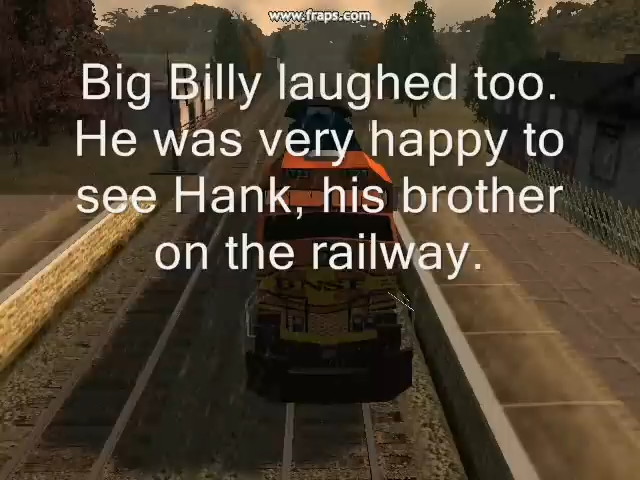 www.fraps.com
Big Billy laughed too.
He was very happy to
see Hank, his brother
on the railway.
BNSF